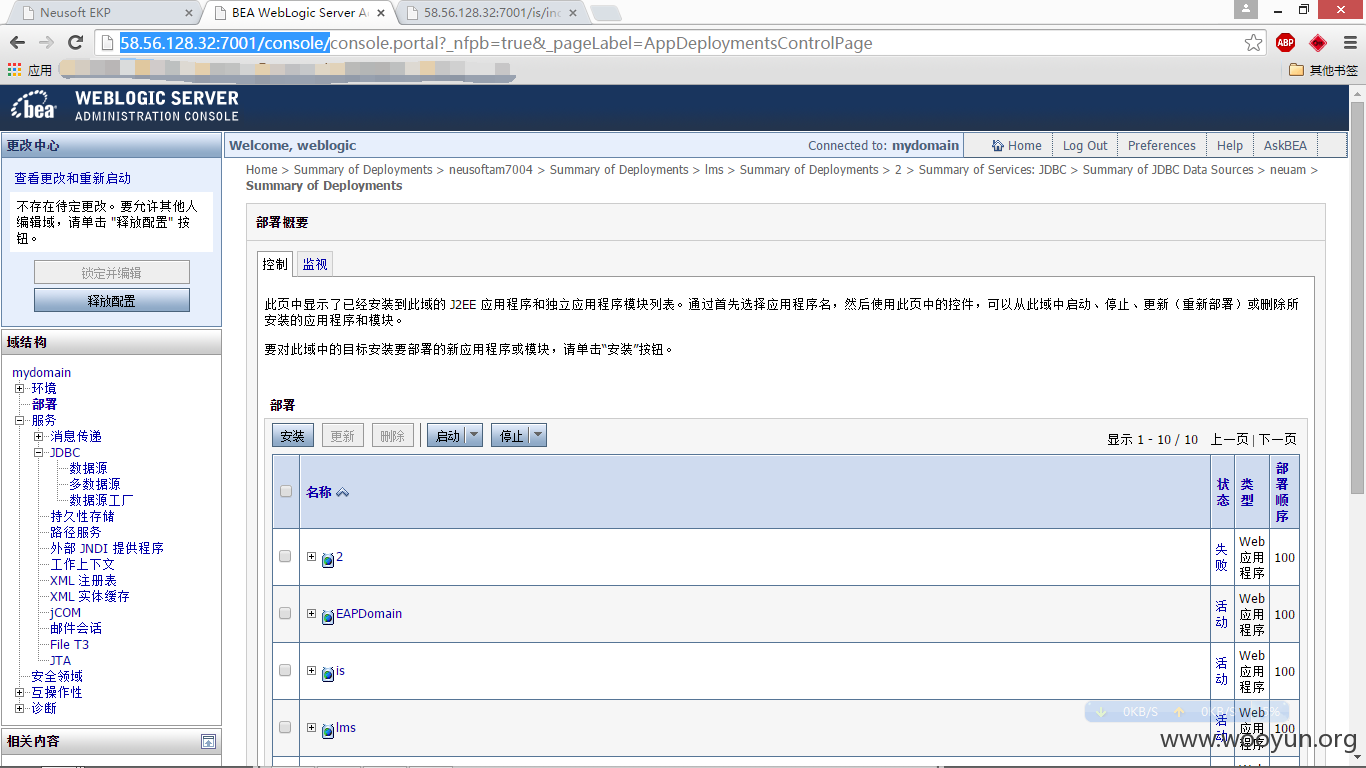 Neusoft EKP
BEA WebLogic Server A
58.56.128.32:7001/is/inc
58.56.128.32:7001/console/console.portal?_nfpb=true&_pageLabel=AppDeploymentsControlPage
ABP
应用
其他书签
bea
WEBLOGIC SERVER
ADMINISTRATION CONSOLE
更改中心
查看更改和重新启动
不存在待定更改。要允许其他人
编辑域，请单击 "释放配置" 按
钮。
锁定并编辑
释放配置
域结构
mydomain
环境
部署
服务
消息传递
JDBC
数据源
多数据源
数据源工厂
持久性存储
路径服务
外部 JNDI 提供程序
工作上下文
XML 注册表
XML 实体缓存
jCOM
邮件会话
File T3
JTA
安全领域
互操作性
诊断
相关内容
Welcome, weblogic
Connected to: mydomain
Home
Log Out
Preferences
Help
AskBEA
Home > Summary of Deployments > neusoftam7004 > Summary of Deployments > lms > Summary of Deployments > 2 > Summary of Services: JDBC > Summary of JDBC Data Sources > neuam >
Summary of Deployments
部署概要
控制
监视
此页中显示了已经安装到此域的 J2EE 应用程序和独立应用程序模块列表。通过首先选择应用程序名，然后使用此页中的控件，可以从此域中启动、停止、更新（重新部署）或删除所
安装的应用程序和模块。
要对此域中的目标安装要部署的新应用程序或模块，请单击“安装”按钮。
部署
安装
更新
删除
启动
停止
显示 1 - 10 / 10 上一页 | 下一页
名称
状态
类型
部署顺序
2
失败
Web 应用程序
100
EAPDomain
活动
Web 应用程序
100
is
活动
Web 应用程序
100
lms
活动
Web 应用程序
100
0KB/S
0KB/S
www.wooyun.org